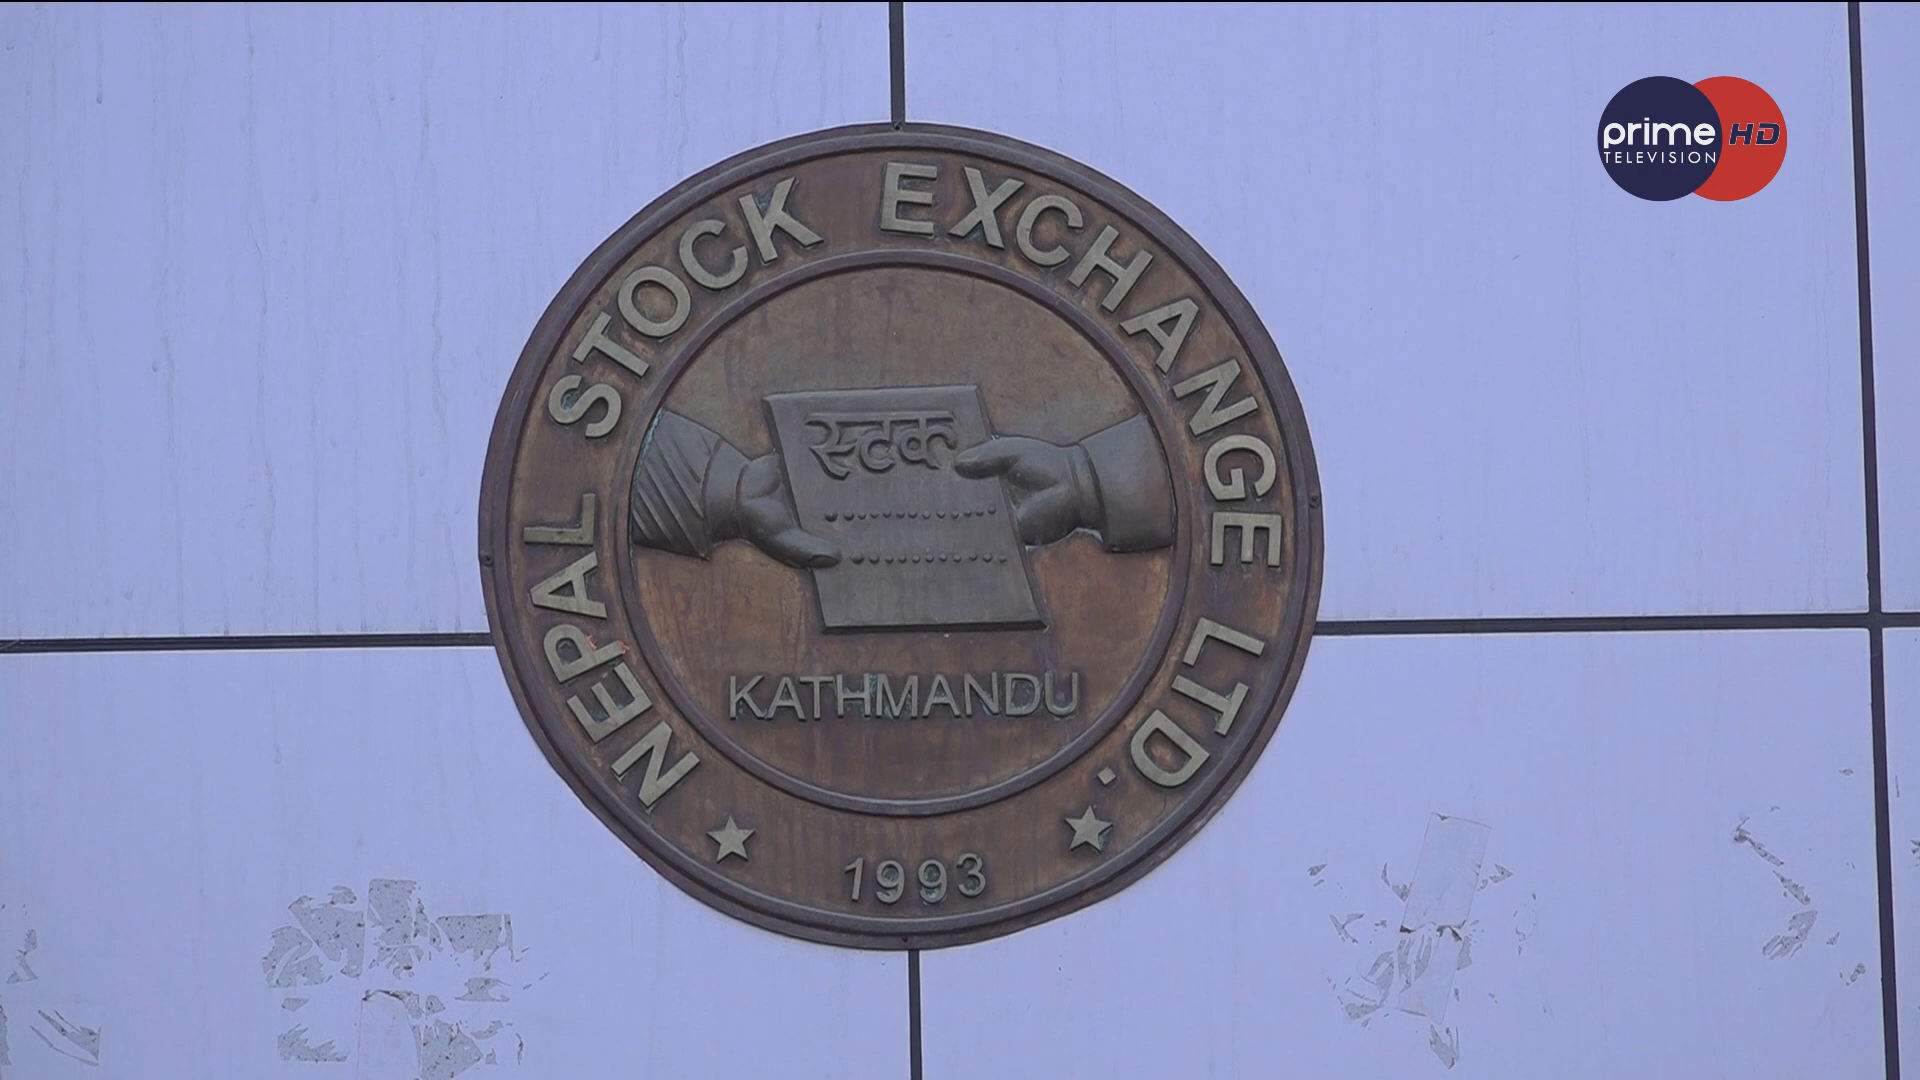 NEPAL STOCK EXCHANGE LTD.
स्टक
KATHMANDU
1993
prime HD
TELEVISION